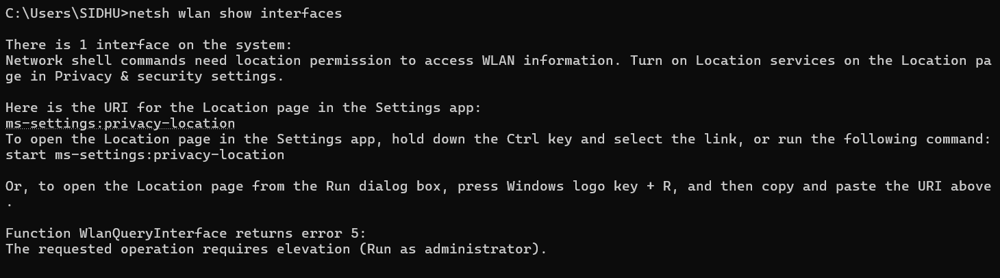 C:\Users\SIDHU>netsh wlan show interfaces
There is 1 interface on the system:
Network shell commands need location permission to access WLAN information. Turn on Location services on the Location pa
ge in Privacy & security settings.
Here is the URI for the Location page in the Settings app:
ms-settings:privacy-location
To open the Location page in the Settings app, hold down the Ctrl key and select the link, or run the following command:
start ms-settings:privacy-location
Or, to open the Location page from the Run dialog box, press Windows logo key + R, and then copy and paste the URI above
.
Function WlanQueryInterface returns error 5:
The requested operation requires elevation (Run as administrator).